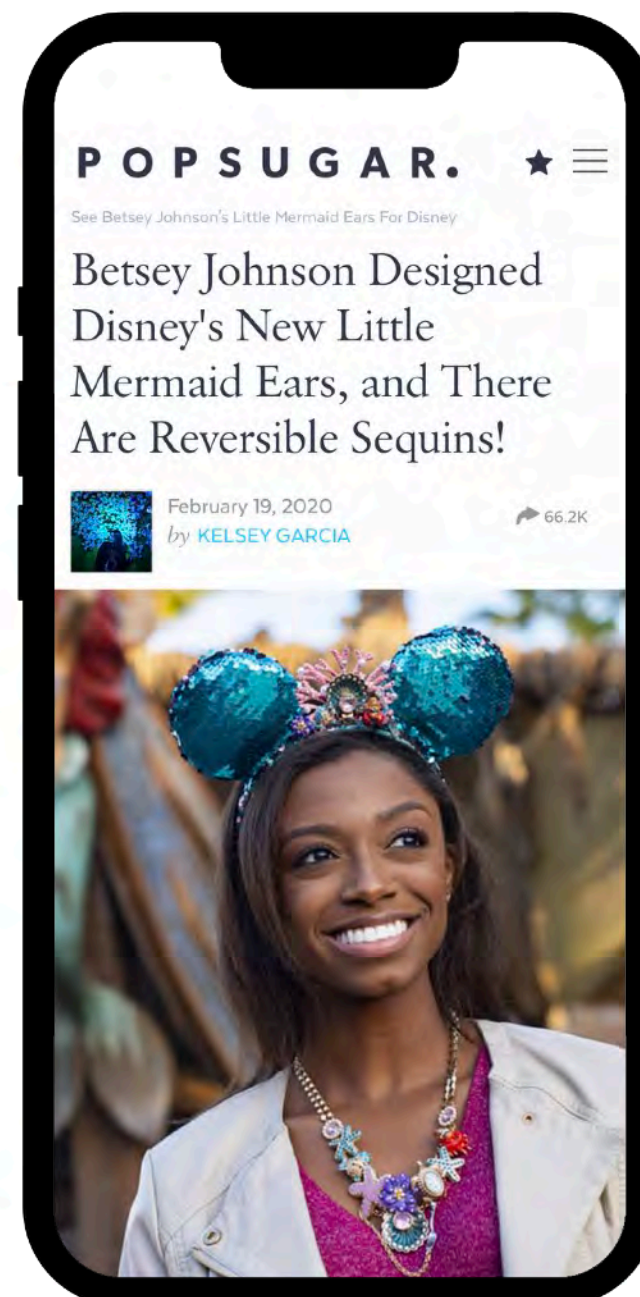 POPSUGAR.
See Betsey Johnson's Little Mermaid Ears For Disney
Betsey Johnson Designed
Disney's New Little
Mermaid Ears, and There
Are Reversible Sequins!
February 19, 2020
66.2K
by KELSEY GARCIA